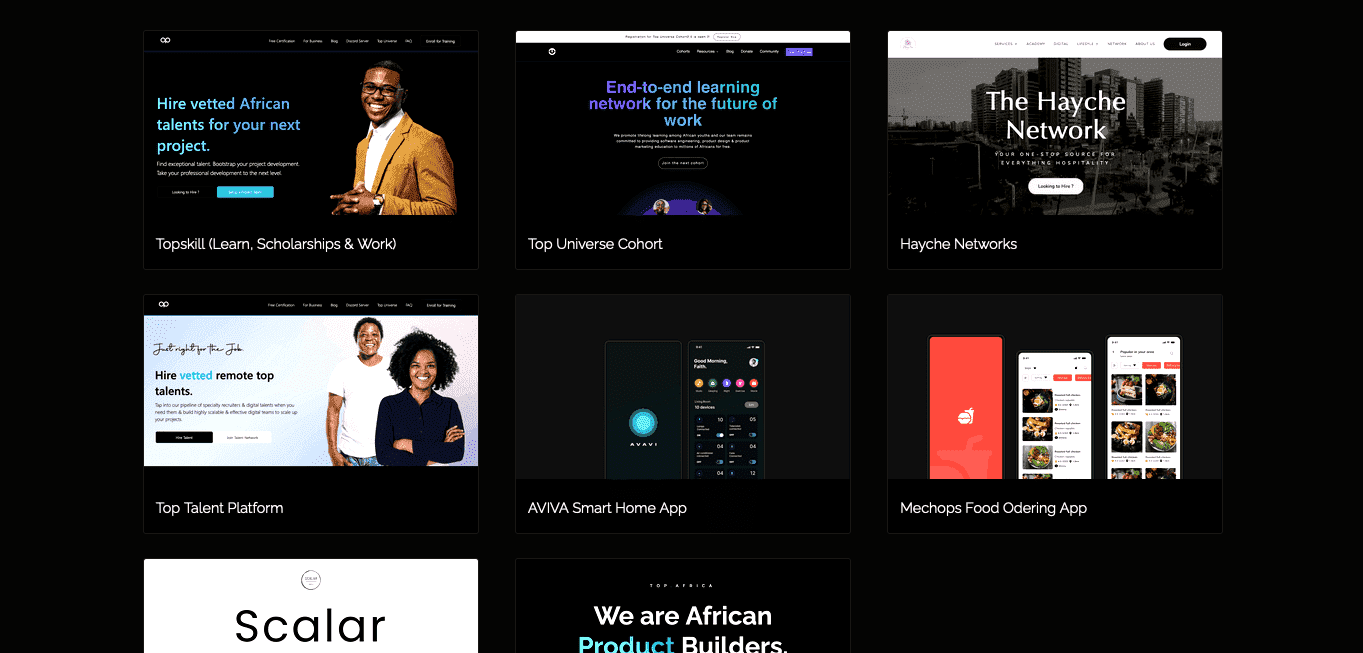 Free Certification For Business Blog Discord Server Top universe FAQ Enroll for Training
Hire vetted African
talents for your next
project.
Find exceptional talent. Bootstrap your project development.
Take your professional development to the next level.
Looking to Hire ?
Topskill (Learn, Scholarships & Work)
Registration for Top Universe Cohort
Cohorts Resources Blog Donate Community
End-to-end learning
network for the future of
work
We promote lifelong learning among African youths and our team remains
committed to providing software engineering, product design & product
marketing education to millions of Africans for free
Join the next cohort
Top Universe Cohort
SERVICES ACADEMY DIGITAL LIFESTYLE NETWORK ABOUT US Login
The Hayche
Network
YOUR ONE-STOP SOURCE FOR
EVERYTHING HOSPITALITY
Looking to Hire ?
Hayche Networks
Free Certification For Business Blog Discord Server Top universe FAQ Enroll for Training
Just right for the Job.
Hire vetted remote top
talents.
Tap into our pipeline of specialty recruiters & digital talents when you
need them & build highly scalable & effective digital teams to scale up
your projects.
Hire Talent Join Talent Network
Top Talent Platform
AVAVI
Good Morning,
Faith.
10 devices
10 05
04 04
04 12
AVIVA Smart Home App
Popular at your area
Mechops Food Odering App
Scalar
TOP AFRICA
We are African
Product Builders.